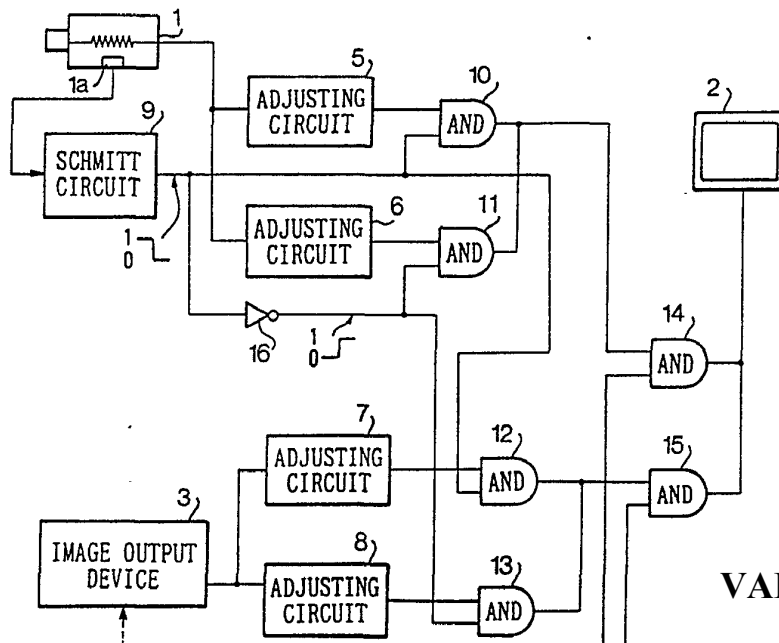 1
1a
5
ADJUSTING
CIRCUIT
10
AND
2
9
SCHMITT
CIRCUIT
1
0
6
ADJUSTING
CIRCUIT
11
AND
16
1
0
14
AND
7
ADJUSTING
CIRCUIT
12
AND
15
AND
3
IMAGE OUTPUT
DEVICE
8
ADJUSTING
CIRCUIT
13
AND